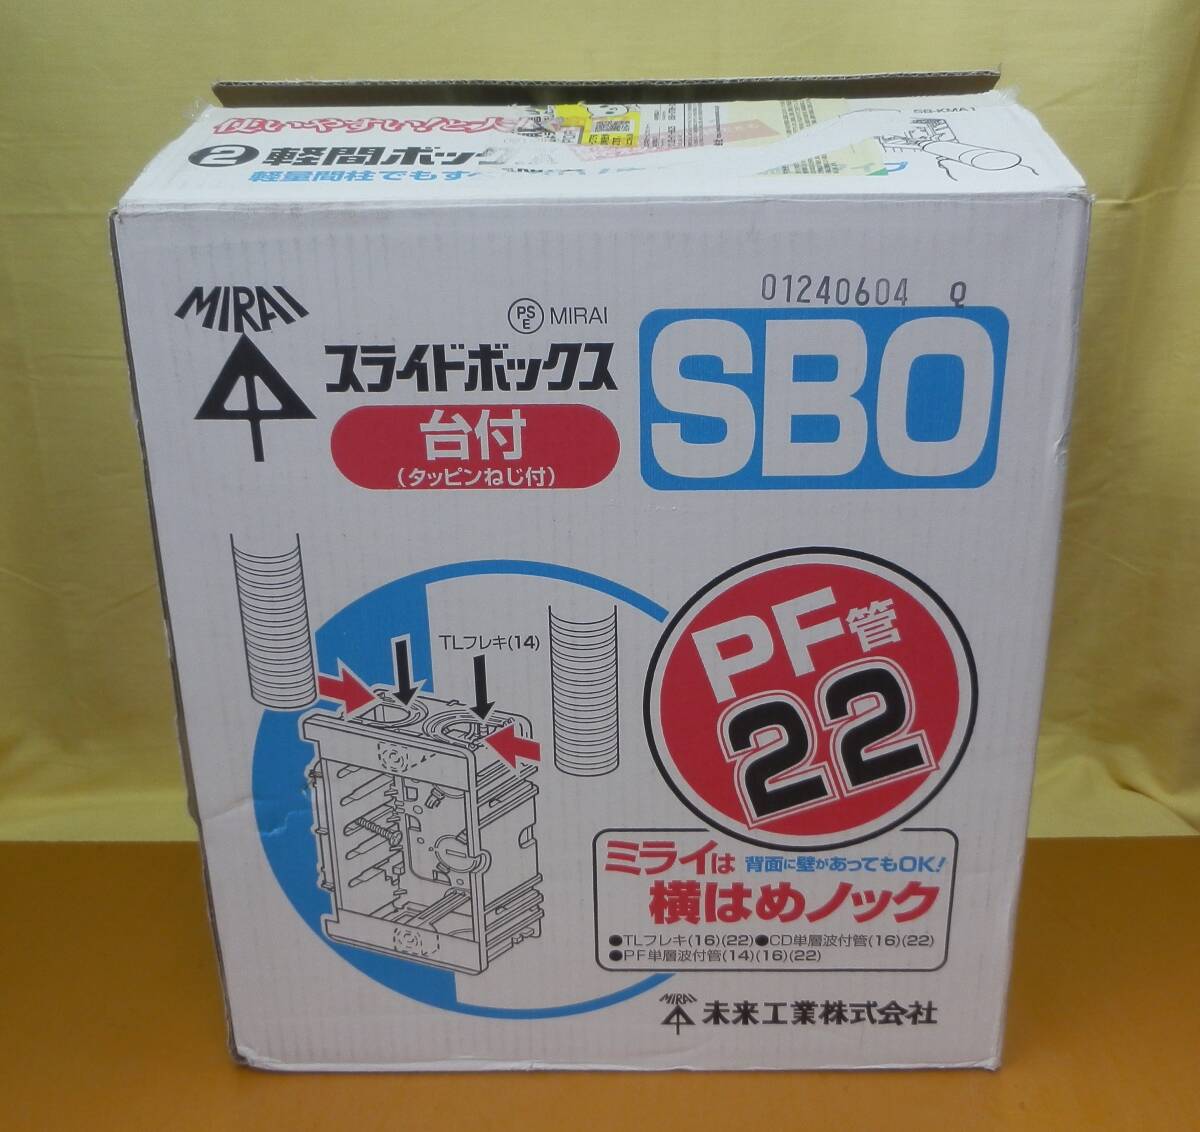 使いやすい!と大
SB-KMA1
②軽間ボックス
軽量間柱でもす
プ
01240604 Q
MIRAI
PS
E
MIRAI
スライドボックス
SBO
台付
(タッピンねじ付)
TLフレキ(14)
PF管
22
ミライは 背面に壁があってもOK!
横はめノック
●TLフレキ(16)(22)●CD単層波付管(16)(22)
●PF単層波付管(14)(16)(22)
MIRAI 未来工業株式会社